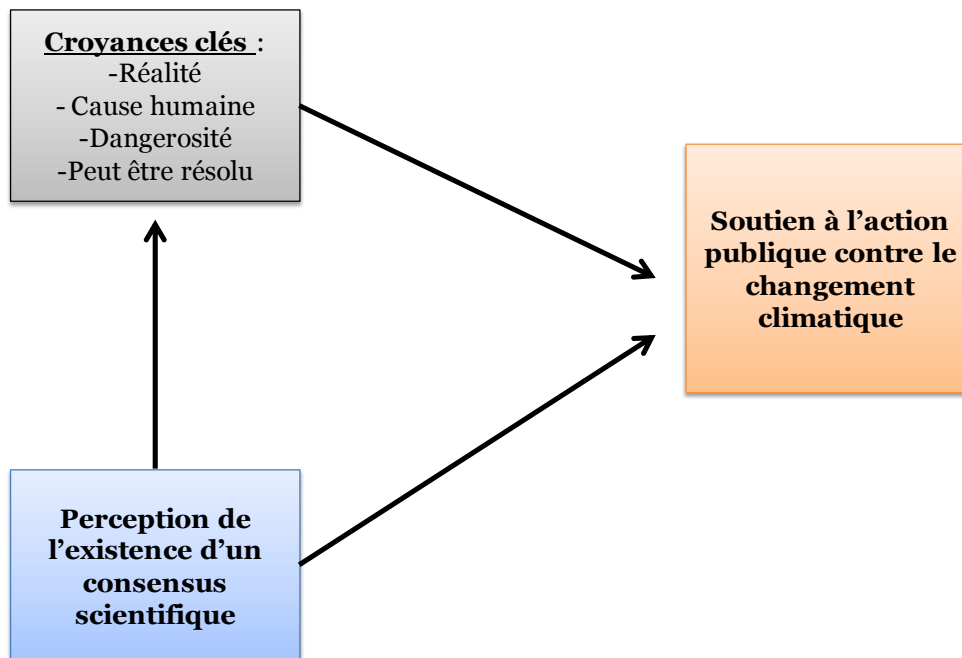 Croyances clés :
-Réalité
- Cause humaine
-Dangerosité
-Peut être résolu
Soutien à l’action
publique contre le
changement
climatique
Perception de
l’existence d’un
consensus
scientifique